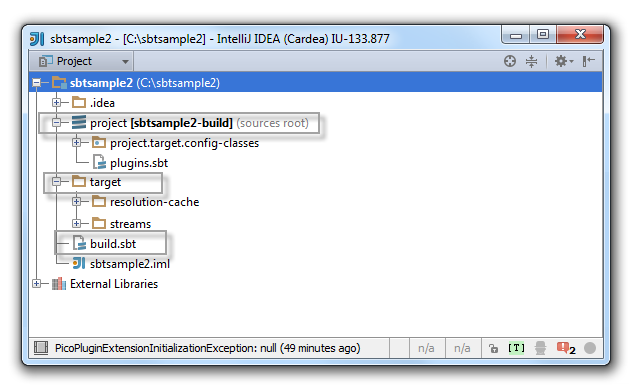 sbtsample2 - [C:\sbtsample2] - IntelliJ IDEA (Cardea) IU-133.877
Project
sbtsample2 (C:\sbtsample2)
.idea
project [sbtsample2-build] (sources root)
project.target.config-classes
plugins.sbt
target
resolution-cache
streams
build.sbt
sbtsample2.iml
External Libraries
PicoPluginExtensionInitializationException: null (49 minutes ago) n/a n/a [T] 2